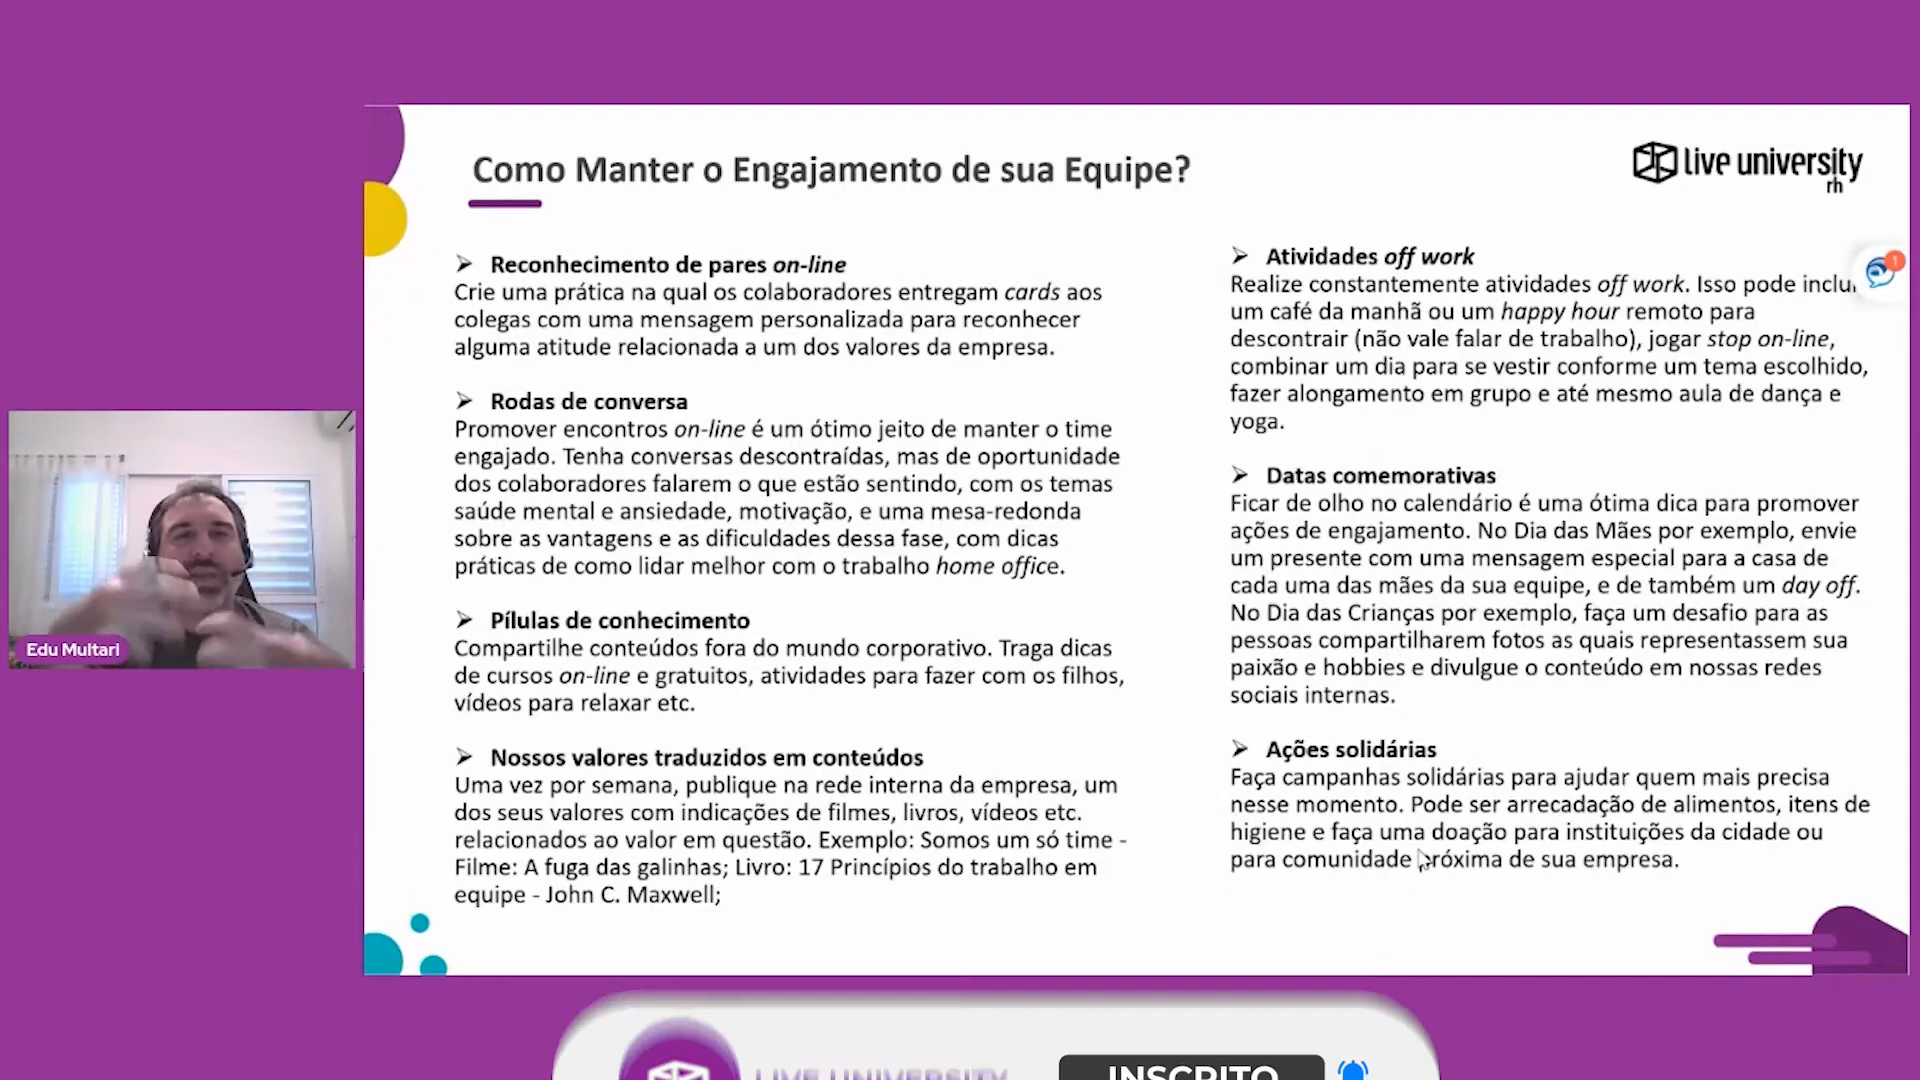 Como Manter o Engajamento de sua Equipe?
live university
rh
Reconhecimento de pares on-line
Crie uma prática na qual os colaboradores entregam cards aos
colegas com uma mensagem personalizada para reconhecer
alguma atitude relacionada a um dos valores da empresa.
Rodas de conversa
Promover encontros on-line é um ótimo jeito de manter o time
engajado. Tenha conversas descontraídas, mas de oportunidade
dos colaboradores falarem o que estão sentindo, com os temas
saúde mental e ansiedade, motivação, e uma mesa-redonda
sobre as vantagens e as dificuldades dessa fase, com dicas
práticas de como lidar melhor com o trabalho home office.
Pílulas de conhecimento
Compartilhe conteúdos fora do mundo corporativo. Traga dicas
de cursos on-line e gratuitos, atividades para fazer com os filhos,
vídeos para relaxar etc.
Nossos valores traduzidos em conteúdos
Uma vez por semana, publique na rede interna da empresa, um
dos seus valores com indicações de filmes, livros, vídeos etc.
relacionados ao valor em questão. Exemplo: Somos um só time -
Filme: A fuga das galinhas; Livro: 17 Princípios do trabalho em
equipe - John C. Maxwell;
Atividades off work
Realize constantemente atividades off work. Isso pode inclui
um café da manhã ou um happy hour remoto para
descontrair (não vale falar de trabalho), jogar stop on-line,
combinar um dia para se vestir conforme um tema escolhido,
fazer alongamento em grupo e até mesmo aula de dança e
yoga.
Datas comemorativas
Ficar de olho no calendário é uma ótima dica para promover
ações de engajamento. No Dia das Mães por exemplo, envie
um presente com uma mensagem especial para a casa de
cada uma das mães da sua equipe, e de também um day off.
No Dia das Crianças por exemplo, faça um desafio para as
pessoas compartilharem fotos as quais representassem sua
paixão e hobbies e divulgue o conteúdo em nossas redes
sociais internas.
Ações solidárias
Faça campanhas solidárias para ajudar quem mais precisa
nesse momento. Pode ser arrecadação de alimentos, itens de
higiene e faça uma doação para instituições da cidade ou
para comunidade próxima de sua empresa.
1
Edu Multari
LIVE UNIVERSITY
INSCRITO